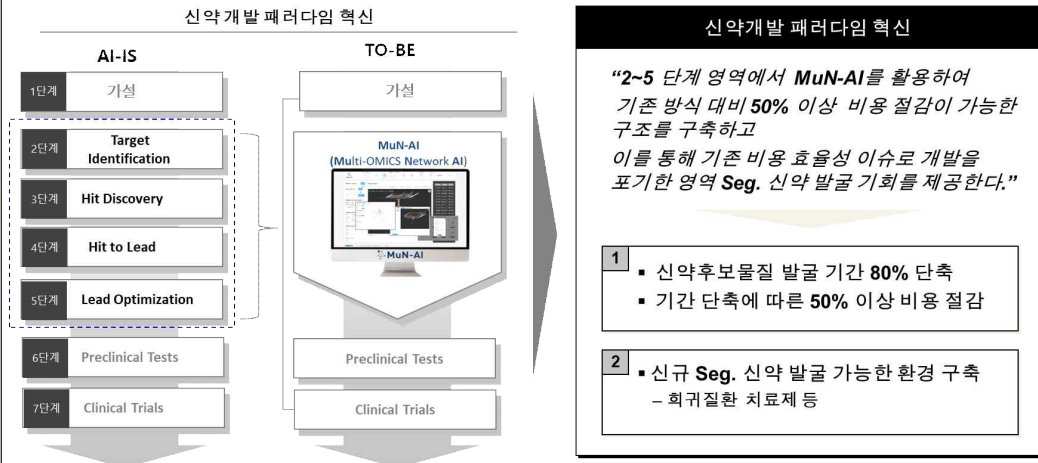 신약개발 패러다임 혁신
AI-IS
TO-BE
1단계
가설
2단계
Target
Identification
3단계
Hit Discovery
4단계
Hit to Lead
5단계
Lead Optimization
6단계
Preclinical Tests
7단계
Clinical Trials
가설
MuN-AI
(Multi-OMICS Network AI)
MuN-AI
Preclinical Tests
Clinical Trials
신약개발 패러다임 혁신
“2~5 단계 영역에서 MuN-AI를 활용하여
기존 방식 대비 50% 이상 비용 절감이 가능한
구조를 구축하고
이를 통해 기존 비용 효율성 이슈로 개발을
포기한 영역 Seg. 신약 발굴 기회를 제공한다.”
1
▪ 신약후보물질 발굴 기간 80% 단축
▪ 기간 단축에 따른 50% 이상 비용 절감
2
▪ 신규 Seg. 신약 발굴 가능한 환경 구축
– 희귀질환 치료제 등